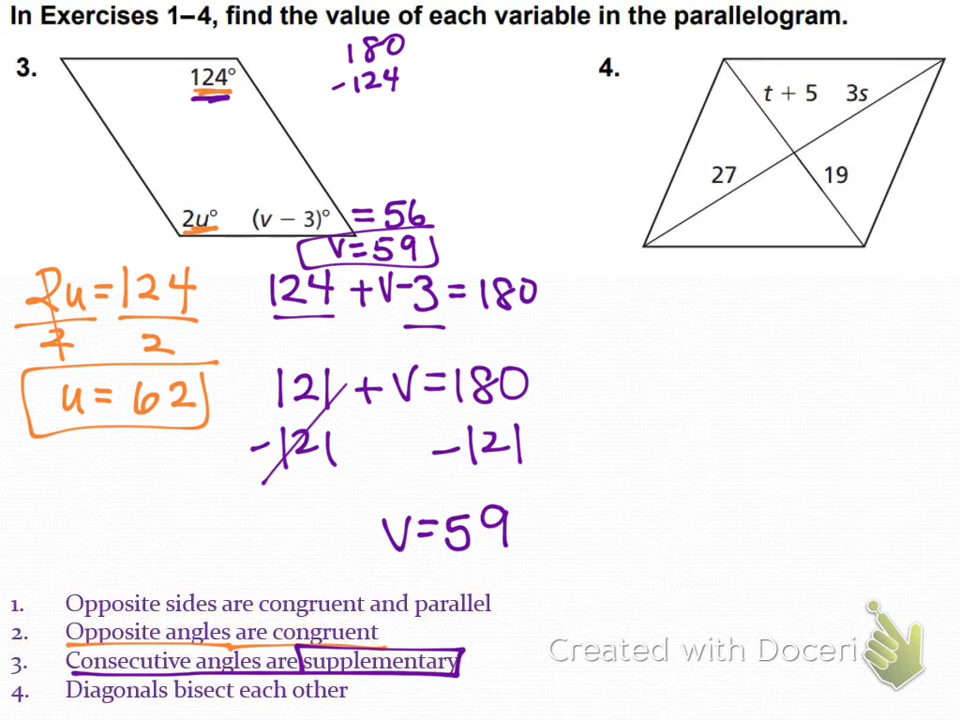 In Exercises 1–4, find the value of each variable in the parallelogram.
3.
124°
180
-124
2u°
(v − 3)° = 56
v=59
2u=124
2 2
u=62
124+v-3=180
121+v=180
-121 -121
v=59
4.
t + 5
3s
27
19
1. Opposite sides are congruent and parallel
2. Opposite angles are congruent
3. Consecutive angles are supplementary
4. Diagonals bisect each other
Created with Doceri